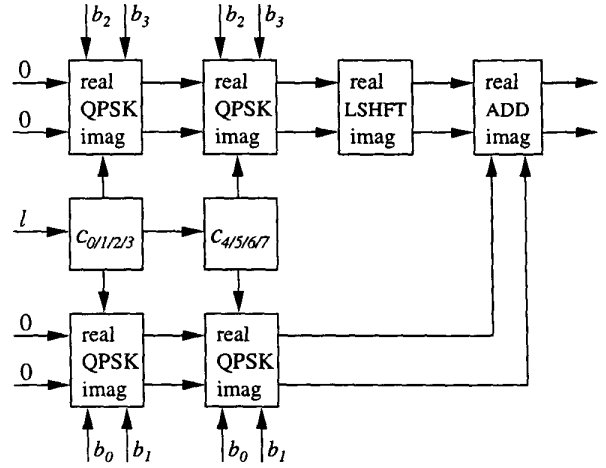 b₂ b₃ b₂ b₃
0 real real real real
QPSK QPSK LSHFT ADD
0 imag imag imag imag
l C₀/₁/₂/₃ C₄/₅/₆/₇
0 real real
QPSK QPSK
0 imag imag
b₀ b₁ b₀ b₁